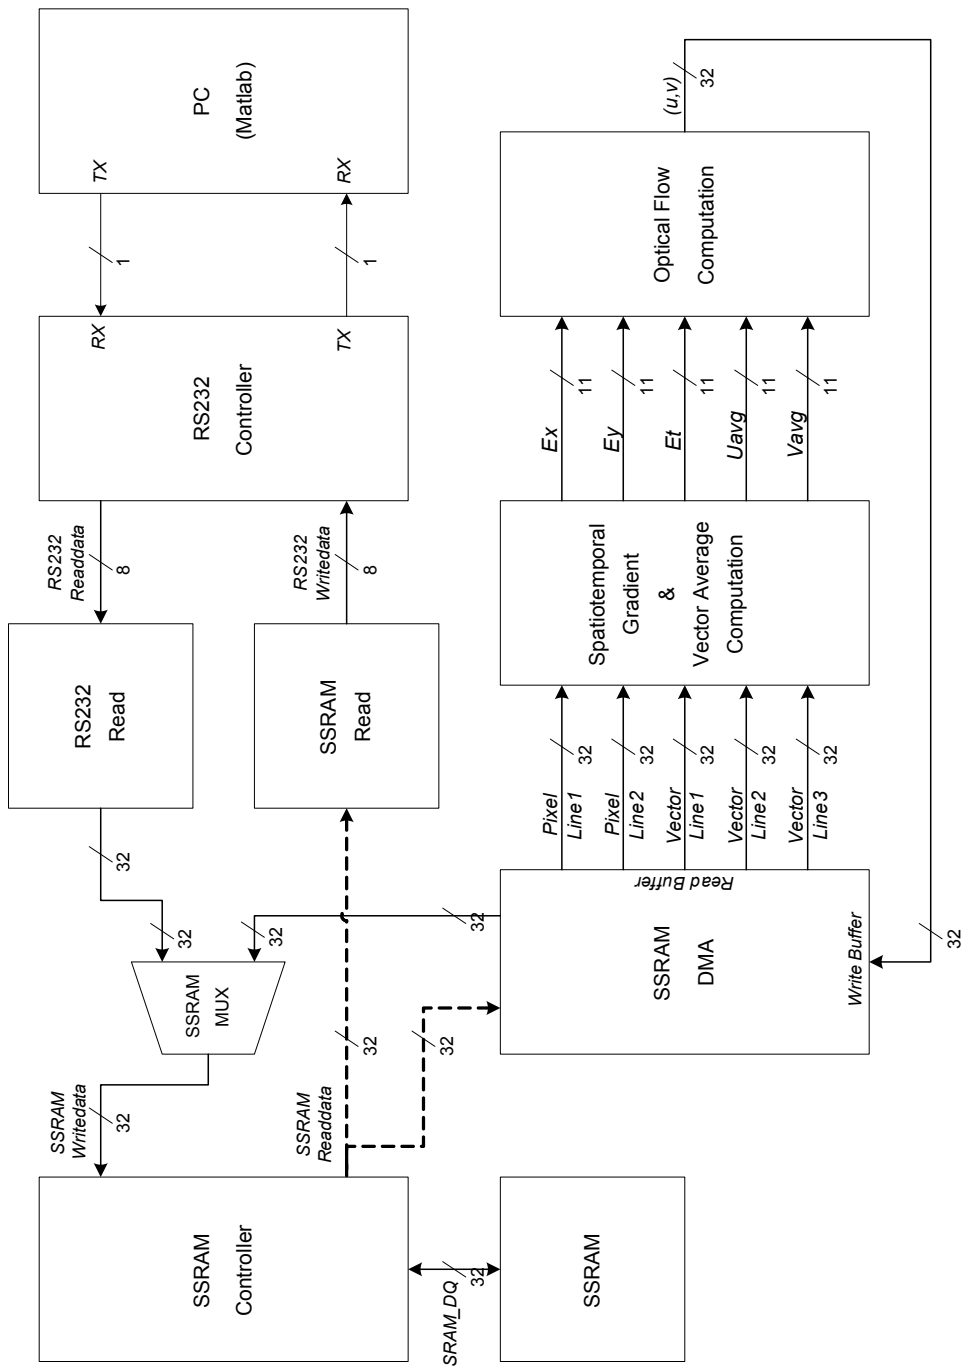 SSRAM
Controller
SSRAM
Writedata
32
SSRAM
MUX
32
32
32
RS232
Read
RS232
Readdata
8
RS232
Controller
RX
TX
1
1
TX
RX
PC
(Matlab)
SSRAM
Readdata
32
SSRAM
Read
RS232
Writedata
8
SRAM_DQ
32
SSRAM
32
32
SSRAM
DMA
Read Buffer
Write Buffer
Pixel
Line1
32
Pixel
Line2
32
Vector
Line1
32
Vector
Line2
32
Vector
Line3
32
Spatiotemporal
Gradient
&
Vector Average
Computation
Ex
11
Ey
11
Et
11
Uavg
11
Vavg
11
Optical Flow
Computation
(u,v)
32
32